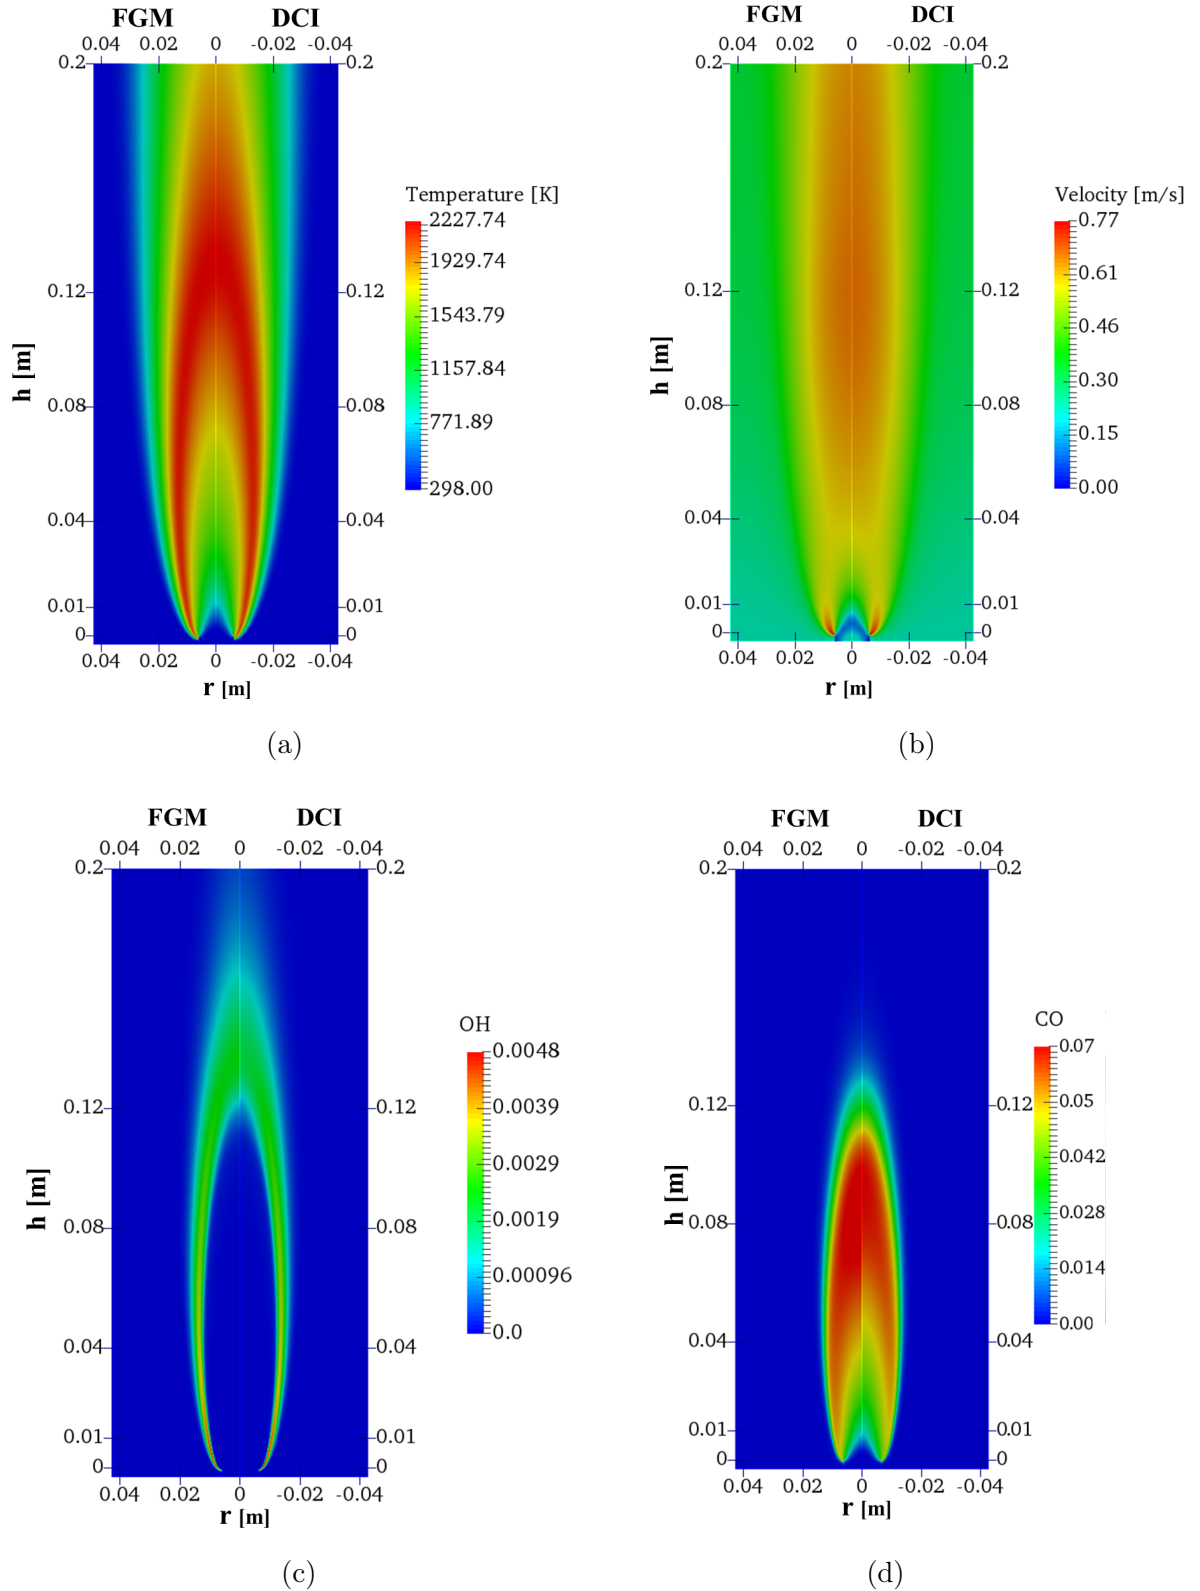 FGM DCI
0.04 0.02 0 -0.02 -0.04
0.2 0.2
Temperature [K]
2227.74
1929.74
1543.79
1157.84
771.89
298.00
0.12 0.12
h [m]
0.08 0.08
0.04 0.04
0.01 0.01
0 0
0.04 0.02 0 -0.02 -0.04
r [m]
(a)
FGM DCI
0.04 0.02 0 -0.02 -0.04
0.2 0.2
Velocity [m/s]
0.77
0.61
0.46
0.30
0.15
0.00
0.12 0.12
h [m]
0.08 0.08
0.04 0.04
0.01 0.01
0 0
0.04 0.02 0 -0.02 -0.04
r [m]
(b)
FGM DCI
0.04 0.02 0 -0.02 -0.04
0.2 0.2
OH
0.0048
0.0039
0.0029
0.0019
0.00096
0.0
0.12 0.12
h [m]
0.08 0.08
0.04 0.04
0.01 0.01
0 0
0.04 0.02 0 -0.02 -0.04
r [m]
(c)
FGM DCI
0.04 0.02 0 -0.02 -0.04
0.2 0.2
CO
0.07
0.05
0.042
0.028
0.014
0.00
0.12 0.12
h [m]
0.08 0.08
0.04 0.04
0.01 0.01
0 0
0.04 0.02 0 -0.02 -0.04
r [m]
(d)